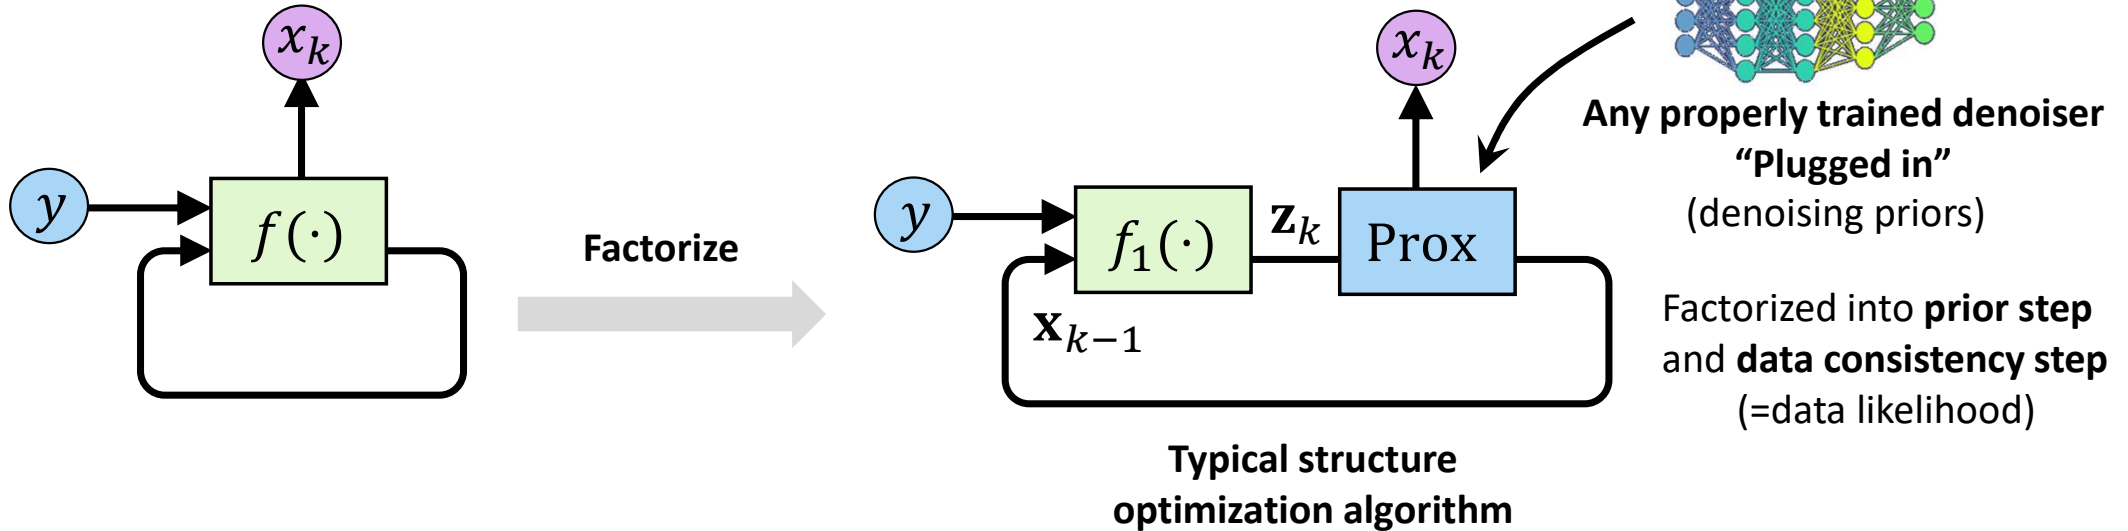 x_k
y
f(·)
Factorize
x_k
y
f₁(·)
𝐳_k
Prox
𝐱_{k−1}
Typical structure
optimization algorithm
Any properly trained denoiser
“Plugged in”
(denoising priors)
Factorized into prior step
and data consistency step
(=data likelihood)